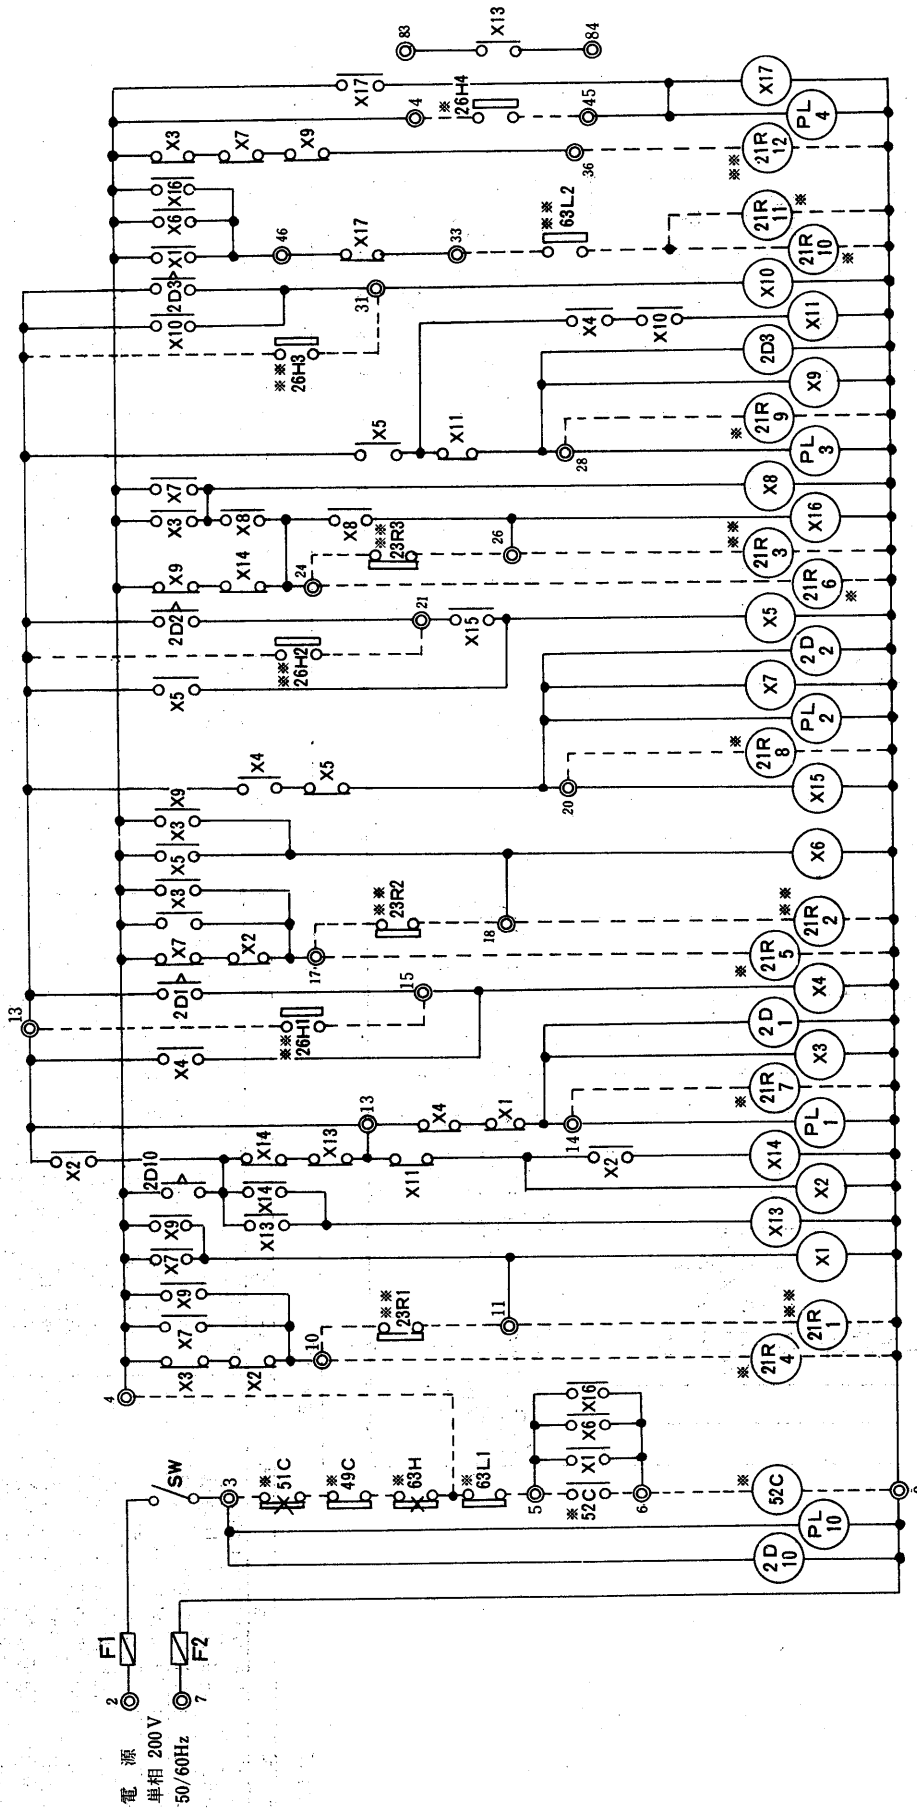 電 源
単相 200V
50/60Hz
2
F1
7
F2
SW
3
※
51C
※
49C
※
63H
※
63L1
5
※
52C
X1
X6
X16
6
※
52C
PL
10
2D
10
4
X3
X2
X7
X9
10
※※
23R1
11
※
21R
4
※※
21R
1
X7
X9
X1
2D10
X13
X14
X13
X2
X14
X13
13
X11
X2
X2
X14
13
X4
X1
14
PL
1
※
21R
7
X3
2D
1
X4
※※
26H1
2D1
15
X4
X7
X2
X3
17
※※
23R2
18
※
21R
5
※※
21R
2
X5
X3
X9
X6
X4
X5
20
X15
※
21R
8
PL
2
X7
2D
2
X5
X5
※※
26H2
2D2
21
X15
X9
X14
24
※※
23R3
26
※
21R
6
※※
21R
3
X16
X3
X7
X8
X8
X8
X5
X11
28
PL
3
※
21R
9
X9
2D3
X4
X10
X11
※※
26H3
X10
2D3
31
X10
X1
X6
X16
46
X17
33
※※
63L2
21R
10
※
21R
11
※
X3
X7
X9
36
※※
21R
12
4
※
26H4
45
X17
PL
4
X17
83
X13
84